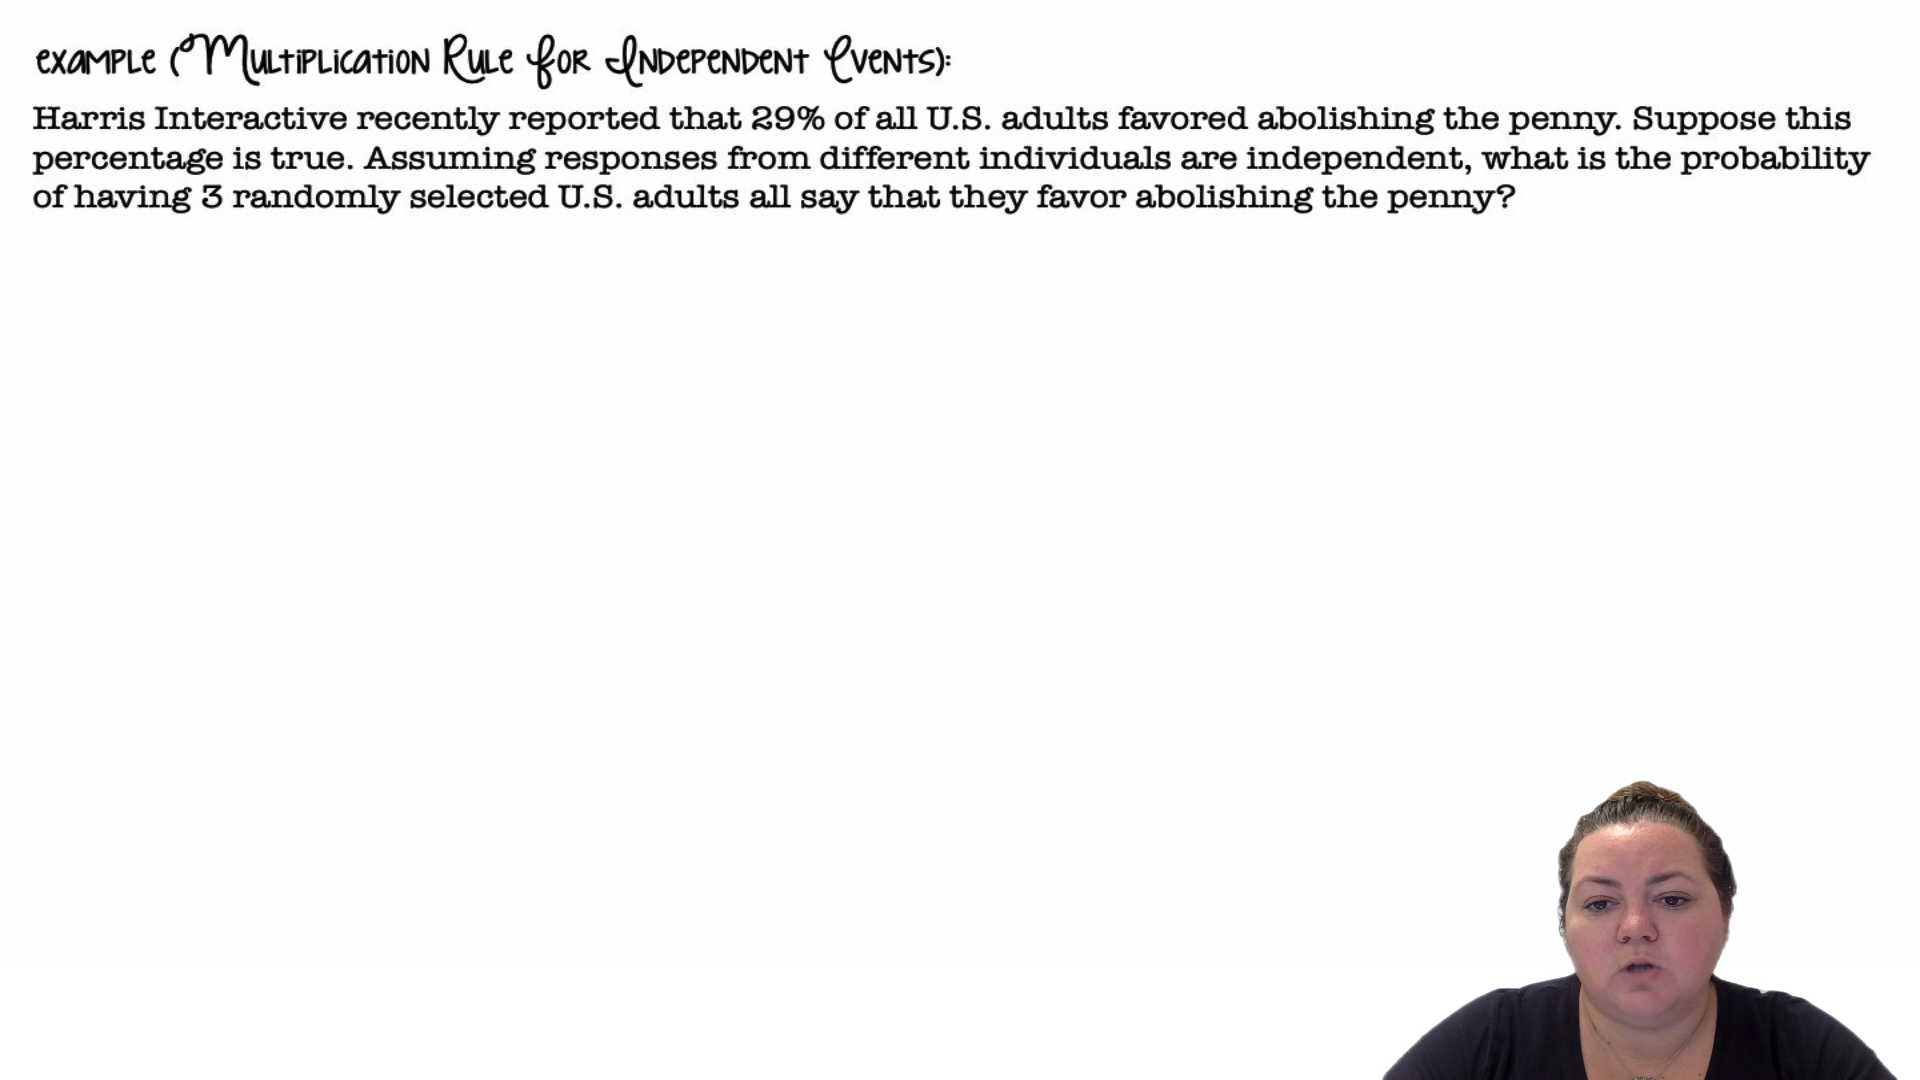 example (Multiplication Rule for Independent Events):
Harris Interactive recently reported that 29% of all U.S. adults favored abolishing the penny. Suppose this
percentage is true. Assuming responses from different individuals are independent, what is the probability
of having 3 randomly selected U.S. adults all say that they favor abolishing the penny?